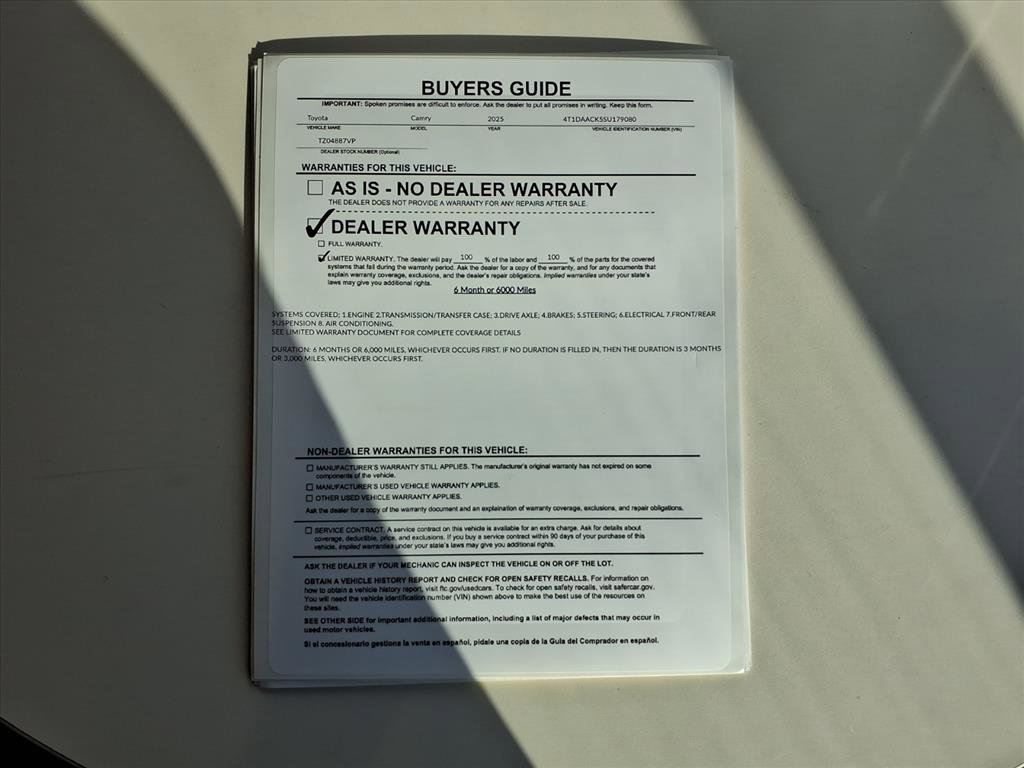 BUYERS GUIDE
IMPORTANT: Spoken promises are difficult to enforce. Ask the dealer to put all promises in writing. Keep this form.
Toyota Camry 2025 4T1DAACK5SU179080
VEHICLE MAKE MODEL YEAR VEHICLE IDENTIFICATION NUMBER (VIN)
TZ04887VP
DEALER STOCK NUMBER (Optional)
WARRANTIES FOR THIS VEHICLE:
AS IS - NO DEALER WARRANTY
THE DEALER DOES NOT PROVIDE A WARRANTY FOR ANY REPAIRS AFTER SALE.
DEALER WARRANTY
FULL WARRANTY.
LIMITED WARRANTY. The dealer will pay 100 % of the labor and 100 % of the parts for the covered
systems that fail during the warranty period. Ask the dealer for a copy of the warranty, and for any documents that
explain warranty coverage, exclusions, and the dealer's repair obligations. Implied warranties under your state's
laws may give you additional rights.
6 Month or 6000 Miles
SYSTEMS COVERED; 1.ENGINE 2.TRANSMISSION/TRANSFER CASE; 3.DRIVE AXLE; 4.BRAKES; 5.STEERING; 6.ELECTRICAL 7.FRONT/REAR
SUSPENSION 8. AIR CONDITIONING.
SEE LIMITED WARRANTY DOCUMENT FOR COMPLETE COVERAGE DETAILS
DURATION: 6 MONTHS OR 6,000 MILES, WHICHEVER OCCURS FIRST. IF NO DURATION IS FILLED IN, THEN THE DURATION IS 3 MONTHS
OR 3,000 MILES, WHICHEVER OCCURS FIRST.
NON-DEALER WARRANTIES FOR THIS VEHICLE:
MANUFACTURER'S WARRANTY STILL APPLIES. The manufacturer's original warranty has not expired on some
components of the vehicle.
MANUFACTURER'S USED VEHICLE WARRANTY APPLIES.
OTHER USED VEHICLE WARRANTY APPLIES.
Ask the dealer for a copy of the warranty document and an explaination of warranty coverage, exclusions, and repair obligations.
SERVICE CONTRACT. A service contract on this vehicle is available for an extra charge. Ask for details about
coverage, deductible, price, and exclusions. If you buy a service contract within 90 days of your purchase of this
vehicle, implied warranties under your state's laws may give you additional rights.
ASK THE DEALER IF YOUR MECHANIC CAN INSPECT THE VEHICLE ON OR OFF THE LOT.
OBTAIN A VEHICLE HISTORY REPORT AND CHECK FOR OPEN SAFETY RECALLS. For information on
how to obtain a vehicle history report, visit ftc.gov/usedcars. To check for open safety recalls, visit safercar.gov.
You will need the vehicle identification number (VIN) shown above to make the best use of the resources on
these sites.
SEE OTHER SIDE for important additional information, including a list of major defects that may occur in
used motor vehicles.
Si el concesionario gestiona la venta en español, pídale una copia de la Guía del Comprador en español.